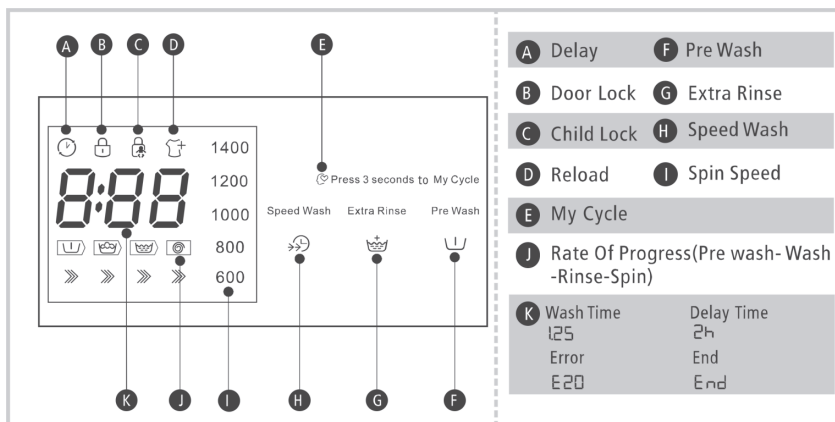 A B C D E
1400
8:88 1200
Press 3 seconds to My Cycle
1000
Speed Wash Extra Rinse Pre Wash
800
600
K J I H G F
A Delay F Pre Wash
B Door Lock G Extra Rinse
C Child Lock H Speed Wash
D Reload I Spin Speed
E My Cycle
J Rate Of Progress(Pre wash- Wash
-Rinse-Spin)
K Wash Time Delay Time
1:25 2h
Error End
E20 End